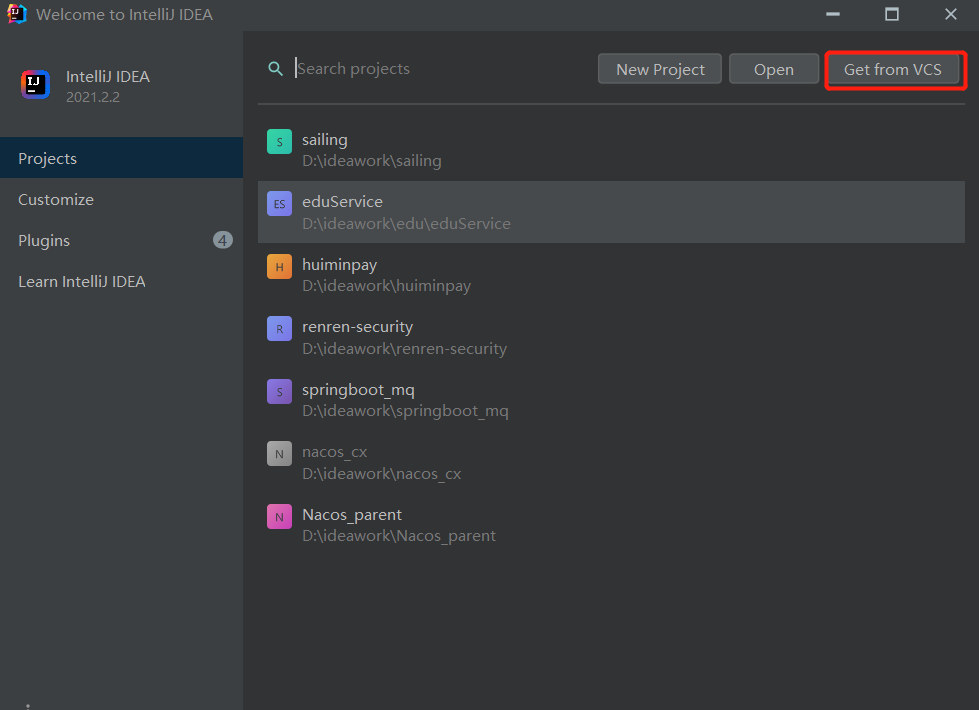 Welcome to IntelliJ IDEA
IntelliJ IDEA
2021.2.2
Projects
Customize
Plugins 4
Learn IntelliJ IDEA
Search projects
New Project
Open
Get from VCS
S sailing
D:\ideawork\sailing
ES eduService
D:\ideawork\edu\eduService
H huiminpay
D:\ideawork\huiminpay
R renren-security
D:\ideawork\renren-security
S springboot_mq
D:\ideawork\springboot_mq
N nacos_cx
D:\ideawork\nacos_cx
N Nacos_parent
D:\ideawork\Nacos_parent